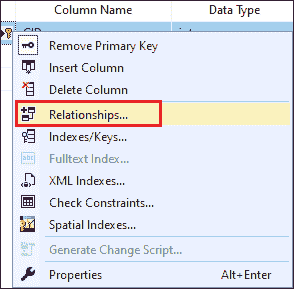 Column Name Data Type
Remove Primary Key
Insert Column
Delete Column
Relationships...
Indexes/Keys...
Fulltext Index...
XML Indexes...
Check Constraints...
Spatial Indexes...
Generate Change Script...
Properties Alt+Enter